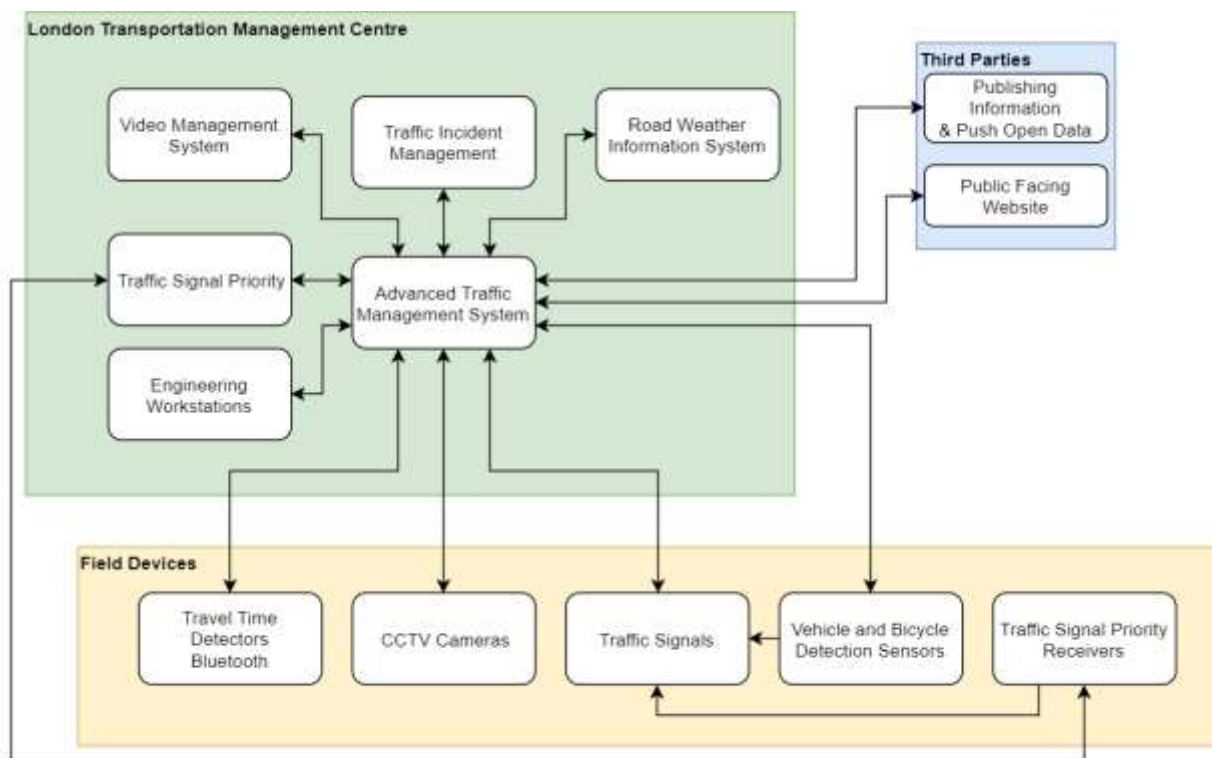 London Transportation Management Centre
Video Management
System
Traffic Incident
Management
Road Weather
Information System
Traffic Signal Priority
Advanced Traffic
Management System
Engineering
Workstations
Third Parties
Publishing
Information
& Push Open Data
Public Facing
Website
Field Devices
Travel Time
Detectors
Bluetooth
CCTV Cameras
Traffic Signals
Vehicle and Bicycle
Detection Sensors
Traffic Signal Priority
Receivers